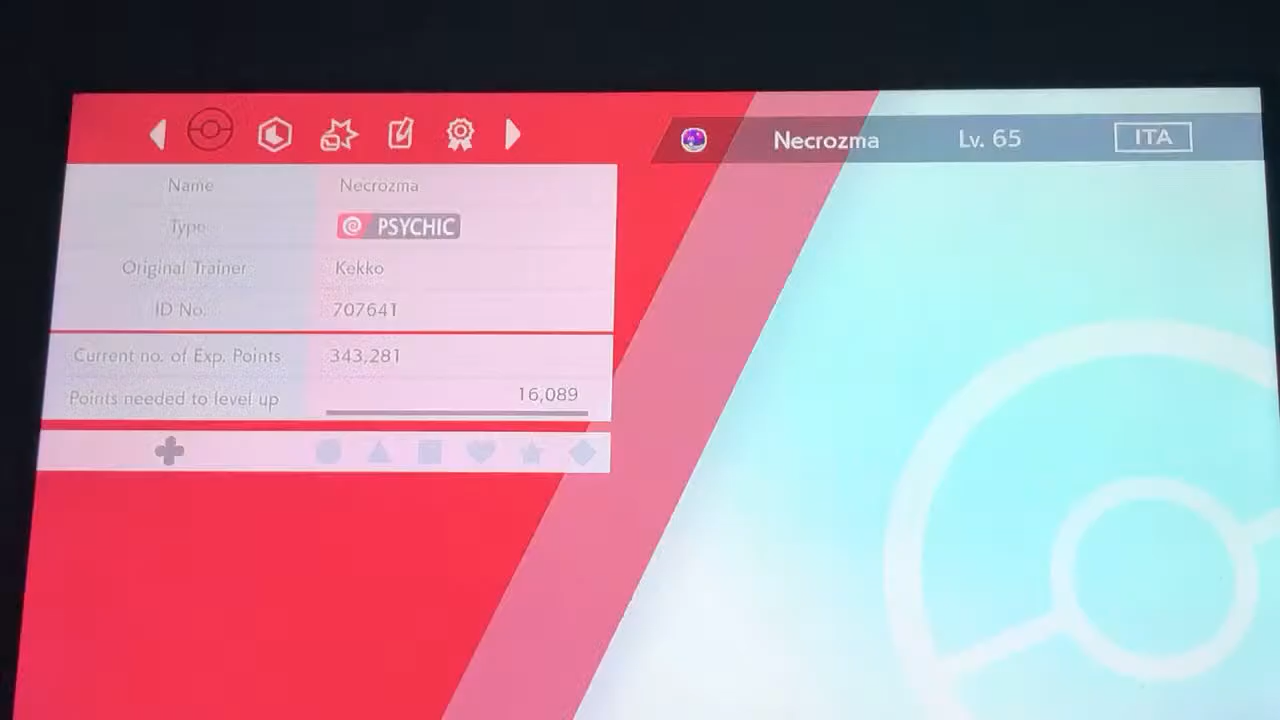 Necrozma Lv. 65 ITA
Name Necrozma
Type PSYCHIC
Original Trainer Kekko
ID No. 707641
Current no. of Exp. Points 343,281
Points needed to level up 16,089